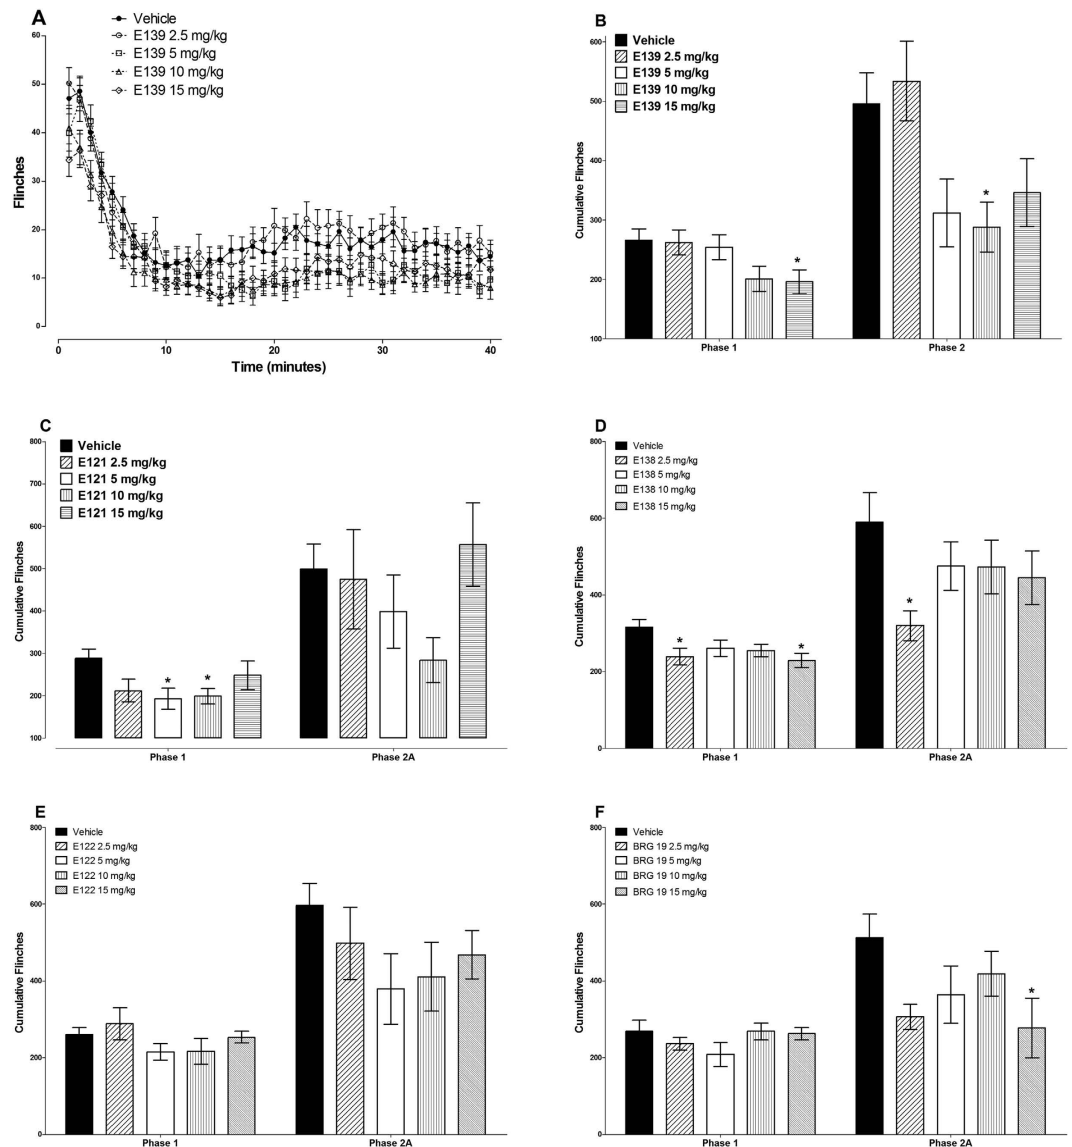 A
Vehicle
E139 2.5 mg/kg
E139 5 mg/kg
E139 10 mg/kg
E139 15 mg/kg
60
50
40
30
20
10
0
Flinches
0 10 20 30 40
Time (minutes)
B
Vehicle
E139 2.5 mg/kg
E139 5 mg/kg
E139 10 mg/kg
E139 15 mg/kg
600
500
400
300
200
100
Cumulative Flinches
*
*
Phase 1 Phase 2
C
Vehicle
E121 2.5 mg/kg
E121 5 mg/kg
E121 10 mg/kg
E121 15 mg/kg
800
700
600
500
400
300
200
100
Cumulative Flinches
* *
Phase 1 Phase 2A
D
Vehicle
E138 2.5 mg/kg
E138 5 mg/kg
E138 10 mg/kg
E138 15 mg/kg
800
600
400
200
0
Cumulative Flinches
* * *
Phase 1 Phase 2A
E
Vehicle
E122 2.5 mg/kg
E122 5 mg/kg
E122 10 mg/kg
E122 15 mg/kg
800
600
400
200
0
Cumulative Flinches
Phase 1 Phase 2A
F
Vehicle
BRG 19 2.5 mg/kg
BRG 19 5 mg/kg
BRG 19 10 mg/kg
BRG 19 15 mg/kg
800
600
400
200
0
Cumulative Flinches
*
Phase 1 Phase 2A